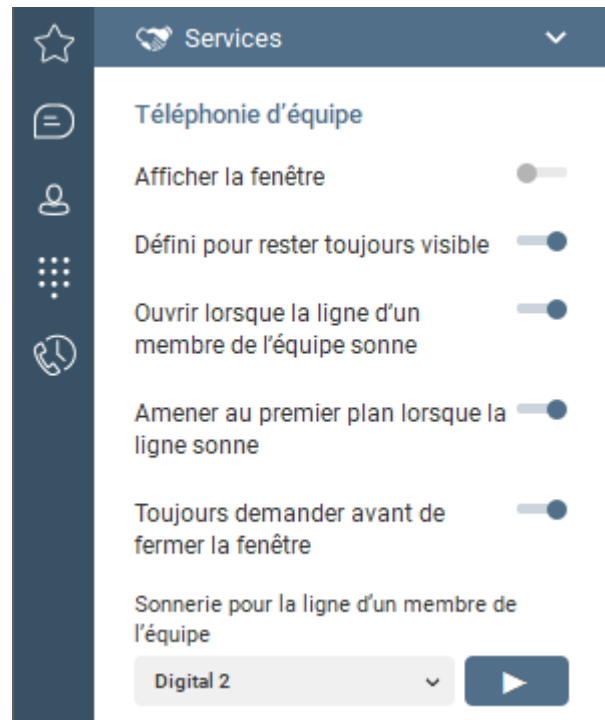 Services
Téléphonie d’équipe
Afficher la fenêtre
Défini pour rester toujours visible
Ouvrir lorsque la ligne d’un
membre de l’équipe sonne
Amener au premier plan lorsque la
ligne sonne
Toujours demander avant de
fermer la fenêtre
Sonnerie pour la ligne d’un membre de
l’équipe
Digital 2